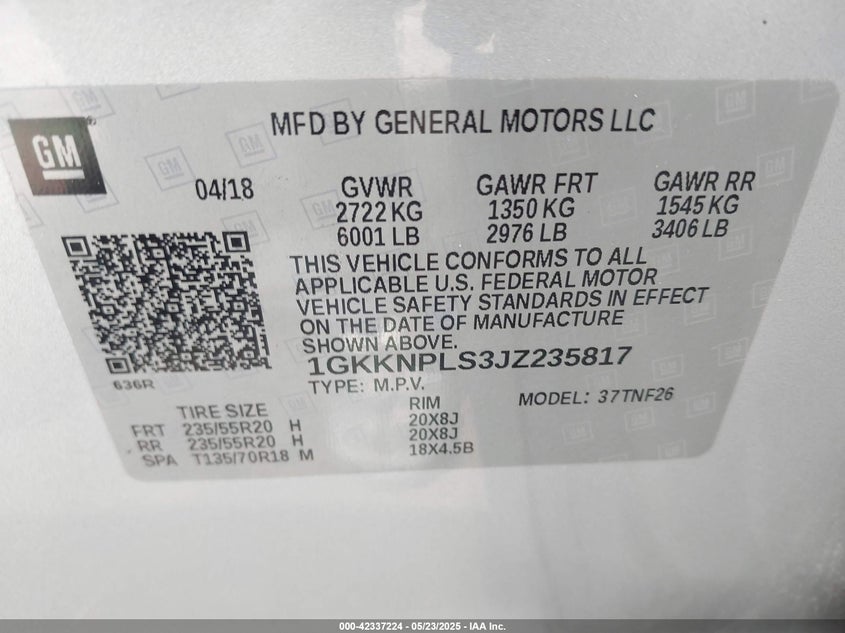 GM®
MFD BY GENERAL MOTORS LLC
04/18
GVWR GAWR FRT GAWR RR
2722 KG 1350 KG 1545 KG
6001 LB 2976 LB 3406 LB
THIS VEHICLE CONFORMS TO ALL
APPLICABLE U.S. FEDERAL MOTOR
VEHICLE SAFETY STANDARDS IN EFFECT
ON THE DATE OF MANUFACTURE
SHOWN ABOVE.
1GKKNPLS3JZ235817
636R
TYPE: M.P.V. MODEL: 37TNF26
TIRE SIZE RIM
FRT 235/55R20 H 20X8J
RR 235/55R20 H 20X8J
SPA T135/70R18 M 18X4.5B
000-42337224 - 05/23/2025 - IAA Inc.